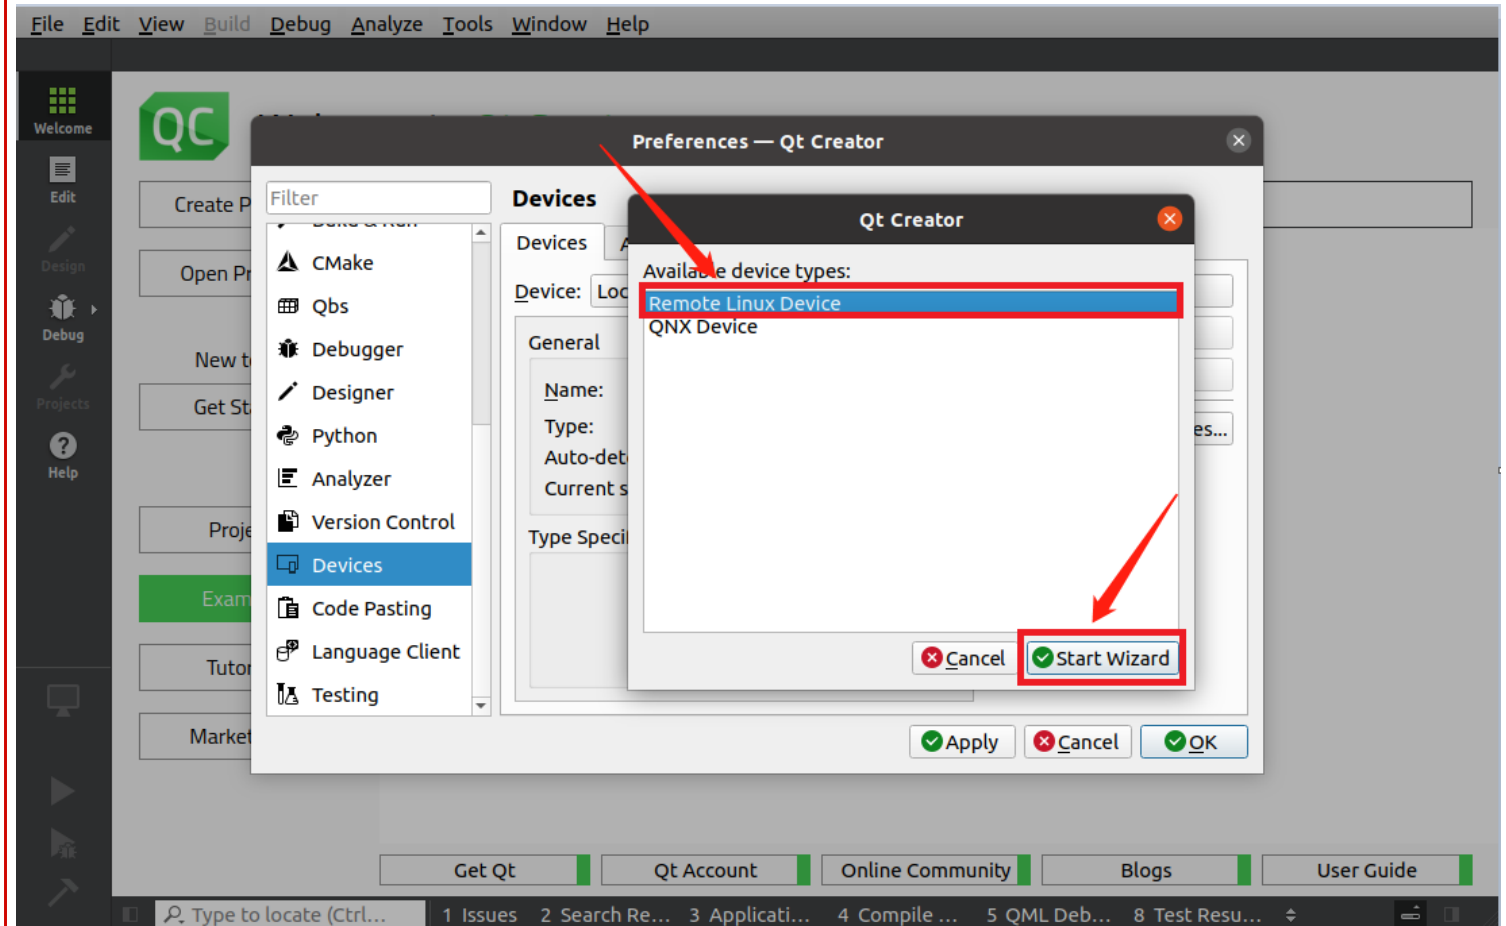 File Edit View Build Debug Analyze Tools Window Help
QC
Welcome
Edit
Design
Debug
Projects
Help
Create P
Open Pr
New t
Get Sta
Proje
Exam
Tutor
Market
Preferences — Qt Creator
Filter
Build & Run
CMake
Qbs
Debugger
Designer
Python
Analyzer
Version Control
Devices
Code Pasting
Language Client
Testing
Devices
Devices A
Device: Loc
General
Name:
Type:
Auto-det
Current s
Type Speci
es...
Qt Creator
Available device types:
Remote Linux Device
QNX Device
Cancel Start Wizard
Apply Cancel OK
Get Qt Qt Account Online Community Blogs User Guide
Type to locate (Ctrl... 1 Issues 2 Search Re... 3 Applicati... 4 Compile ... 5 QML Deb... 8 Test Resu...